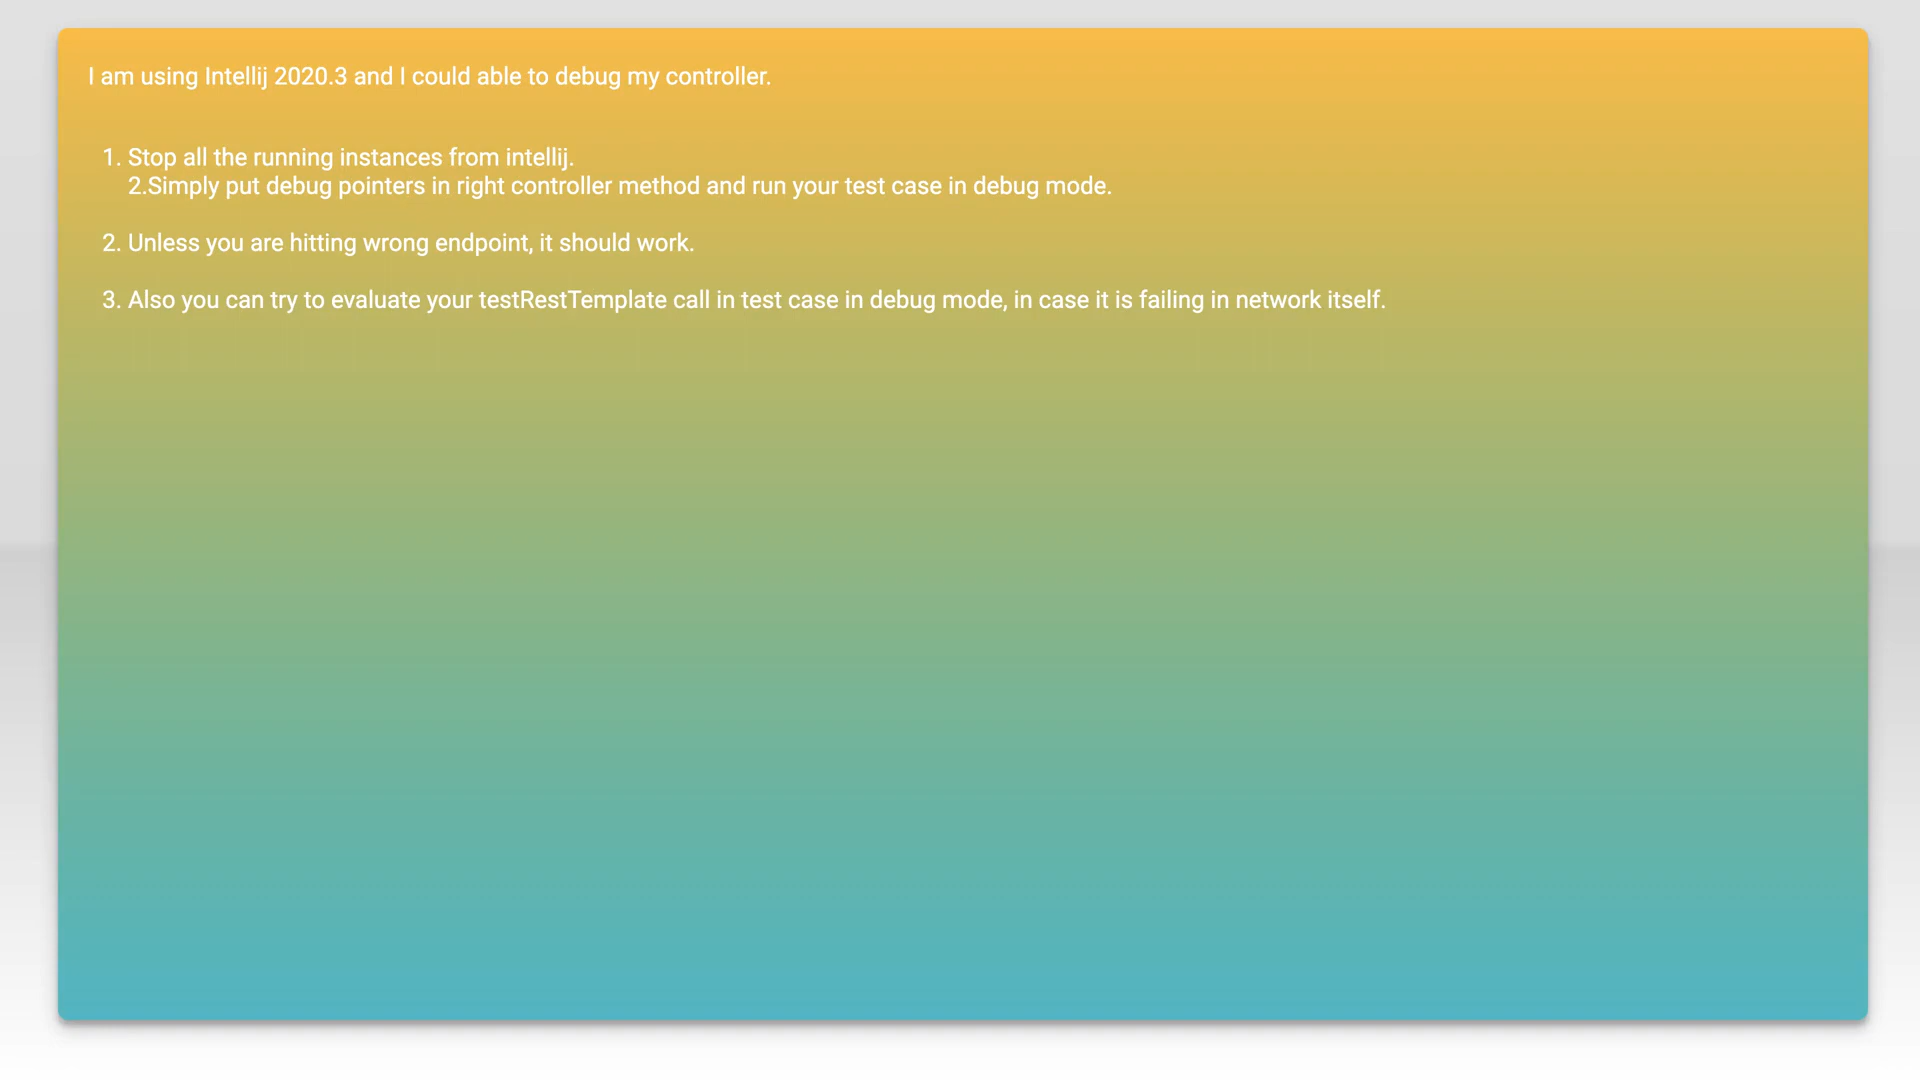 I am using Intellij 2020.3 and I could able to debug my controller.
1. Stop all the running instances from intellij.
2.Simply put debug pointers in right controller method and run your test case in debug mode.
2. Unless you are hitting wrong endpoint, it should work.
3. Also you can try to evaluate your testRestTemplate call in test case in debug mode, in case it is failing in network itself.